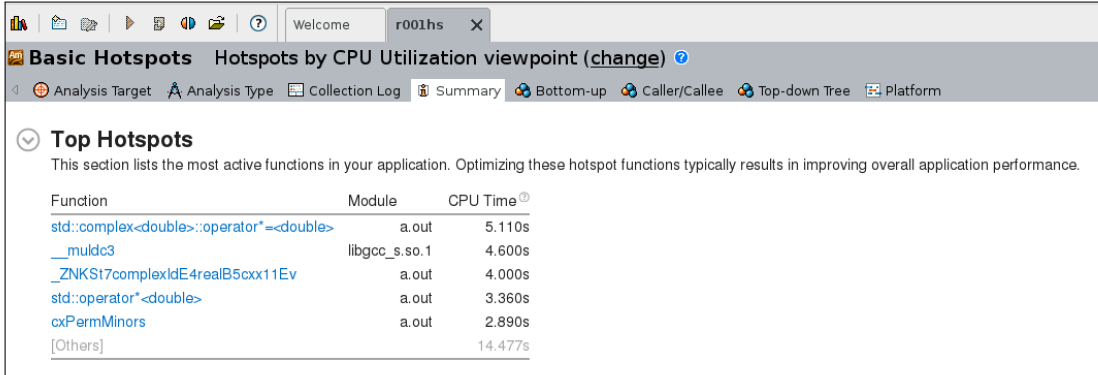 Welcome r001hs
Am Basic Hotspots Hotspots by CPU Utilization viewpoint (change) ?
Analysis Target Analysis Type Collection Log Summary Bottom-up Caller/Callee Top-down Tree Platform
Top Hotspots
This section lists the most active functions in your application. Optimizing these hotspot functions typically results in improving overall application performance.
Function Module CPU Time ?
std::complex<double>::operator*=<double> a.out 5.110s
__muldc3 libgcc_s.so.1 4.600s
_ZNKSt7complexIdE4realB5cxx11Ev a.out 4.000s
std::operator*<double> a.out 3.360s
cxPermMinors a.out 2.890s
[Others] 14.477s